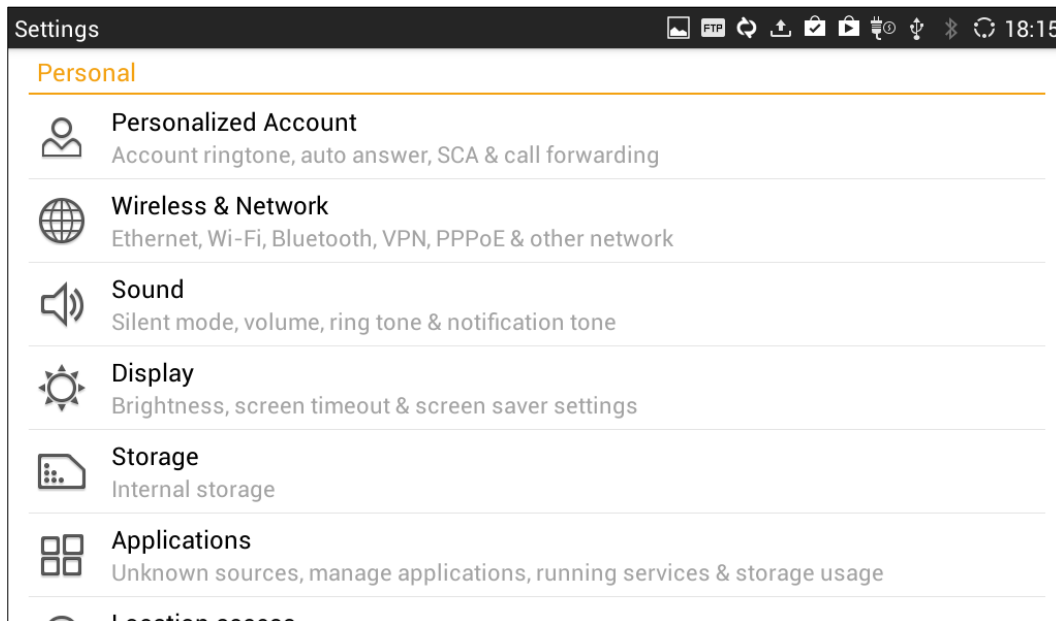 Settings
FTP
18:15
Personal
Personalized Account
Account ringtone, auto answer, SCA & call forwarding
Wireless & Network
Ethernet, Wi-Fi, Bluetooth, VPN, PPPoE & other network
Sound
Silent mode, volume, ring tone & notification tone
Display
Brightness, screen timeout & screen saver settings
Storage
Internal storage
Applications
Unknown sources, manage applications, running services & storage usage
Location access